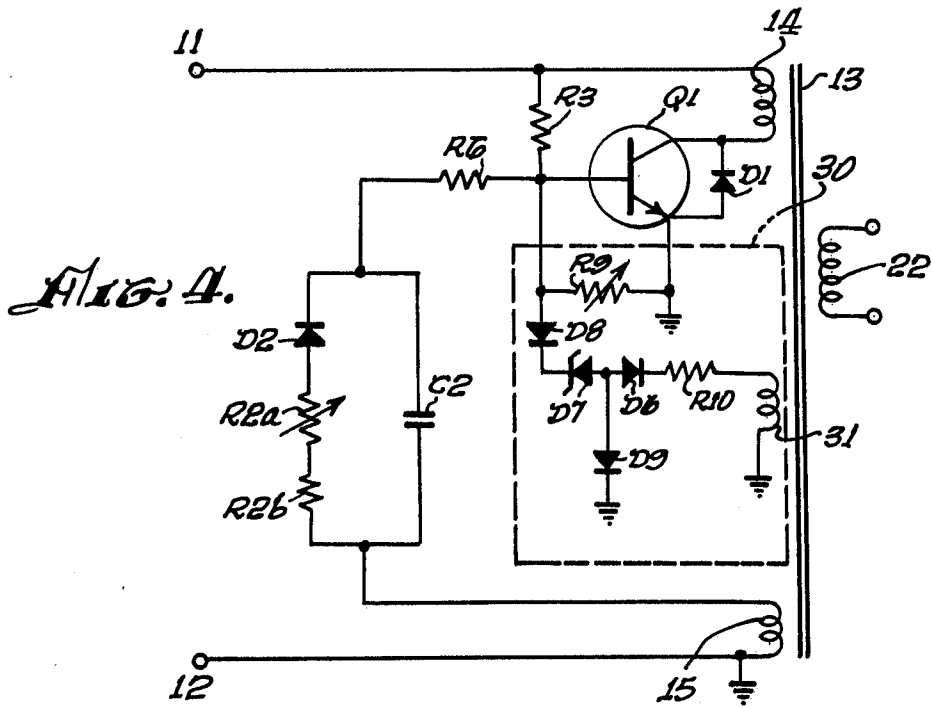 14
11
13
R3
Q1
R6
D1
30
R9
22
FIG. 4.
D2
D8
C2
R2a
D7
D6
R10
31
D9
R2b
15
12